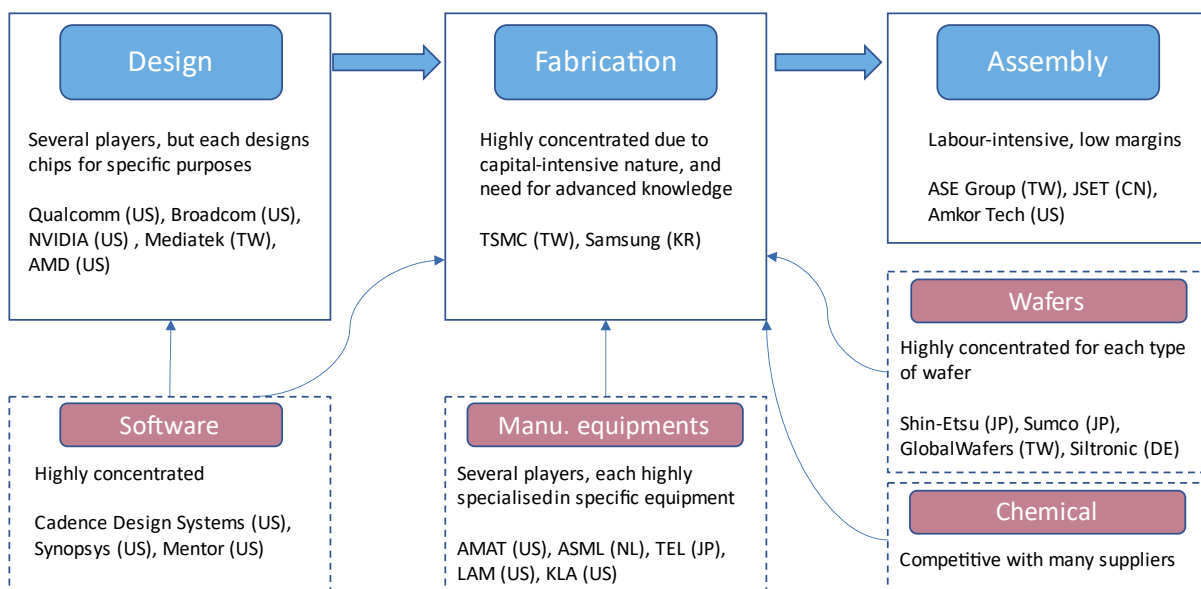 Design
Several players, but each designs
chips for specific purposes
Qualcomm (US), Broadcom (US),
NVIDIA (US) , Mediatek (TW),
AMD (US)
Fabrication
Highly concentrated due to
capital-intensive nature, and
need for advanced knowledge
TSMC (TW), Samsung (KR)
Assembly
Labour-intensive, low margins
ASE Group (TW), JSET (CN),
Amkor Tech (US)
Software
Highly concentrated
Cadence Design Systems (US),
Synopsys (US), Mentor (US)
Manu. equipments
Several players, each highly
specialised in specific equipment
AMAT (US), ASML (NL), TEL (JP),
LAM (US), KLA (US)
Wafers
Highly concentrated for each type
of wafer
Shin-Etsu (JP), Sumco (JP),
GlobalWafers (TW), Siltronic (DE)
Chemical
Competitive with many suppliers